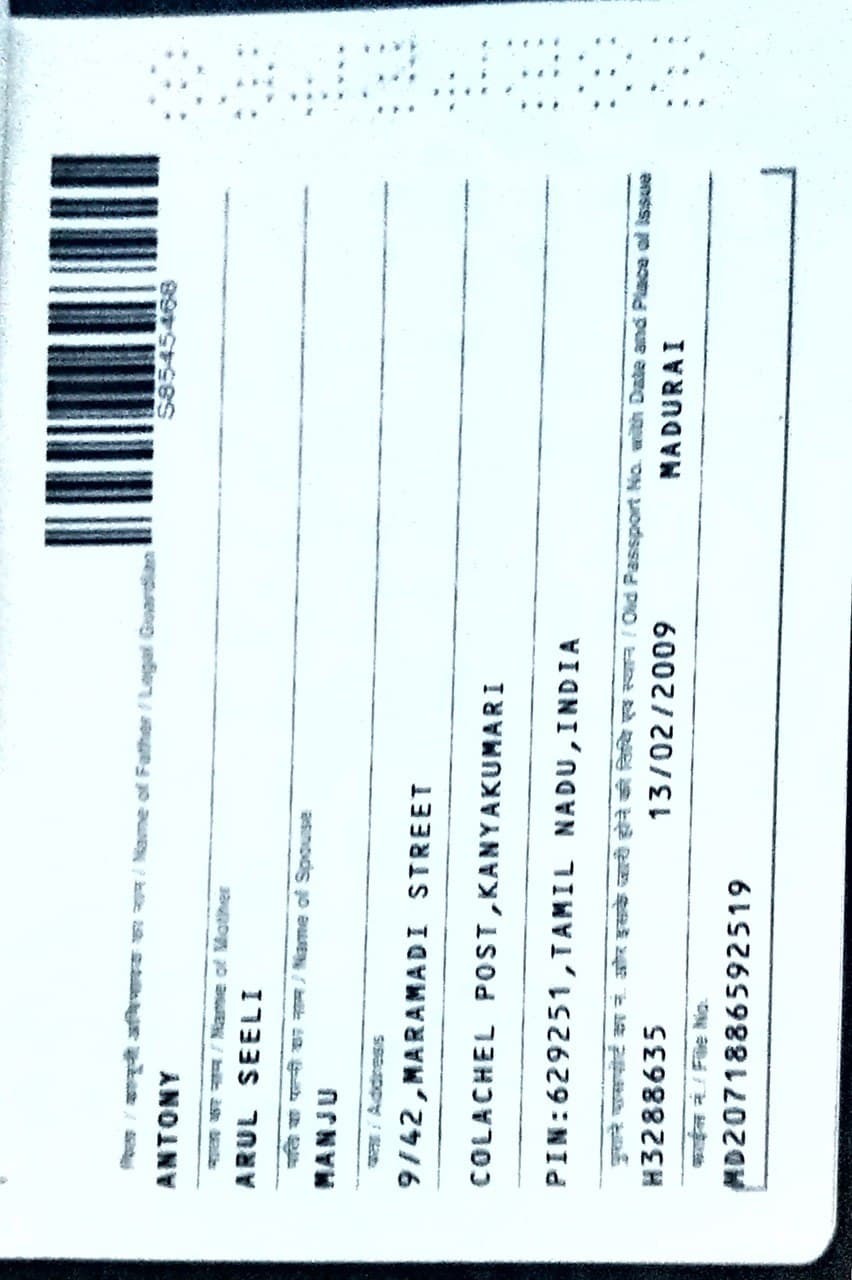 S8545468
पिता / कानूनी अभिभावक का नाम / Name of Father / Legal Guardian
ANTONY
माता का नाम / Name of Mother
ARUL SEELI
पति या पत्नी का नाम / Name of Spouse
MANJU
पता / Address
9/42,MARAMADI STREET
COLACHEL POST,KANYAKUMARI
PIN:629251,TAMIL NADU,INDIA
पुराने पासपोर्ट का नं. और इसके जारी होने की तिथि एवं स्थान / Old Passport No. with Date and Place of Issue
H3288635 13/02/2009 MADURAI
फाईल नं. / File No.
MD2071886592519